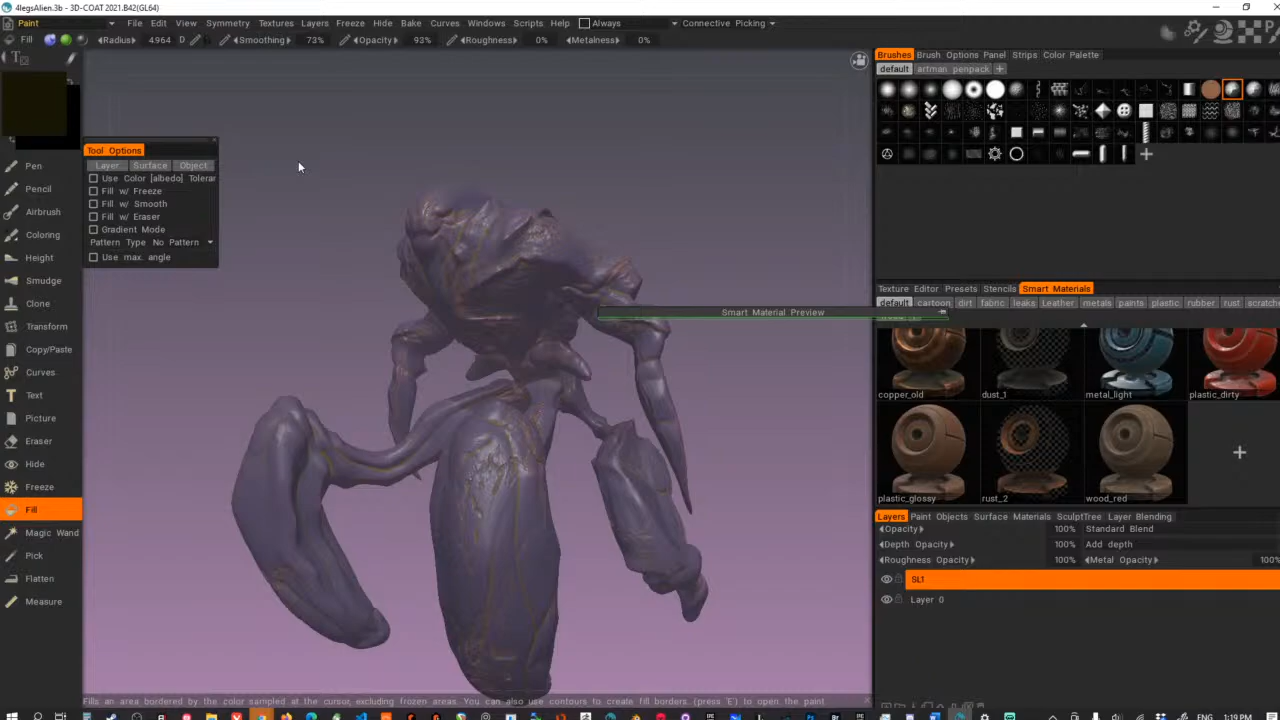 4legsAlien.3b - 3D-COAT 2021.B42(GL64)
Paint File Edit View Symmetry Textures Layers Freeze Hide Bake Curves Windows Scripts Help Always Connective Picking
Fill Radius 4.964 Smoothing 73% Opacity 93% Roughness 0% Metalness 0%
Brushes Brush Options Panel Strips Color Palette
default artman penpack
Tool Options
Layer Surface Object
Use Color |albedo| Tolerar
Fill w/ Freeze
Fill w/ Smooth
Fill w/ Eraser
Gradient Mode
Pattern Type No Pattern
Use max. angle
Pen
Pencil
Airbrush
Coloring
Height
Smudge
Clone
Transform
Copy/Paste
Curves
Text
Picture
Eraser
Hide
Freeze
Fill
Magic Wand
Pick
Flatten
Measure
Texture Editor Presets Stencils Smart Materials
default cartoon dirt fabric leaks Leather metals paints plastic rubber rust scratche
Smart Material Preview
copper_old dust_1 metal_light plastic_dirty
plastic_glossy rust_2 wood_red
Layers Paint Objects Surface Materials SculptTree Layer Blending
Opacity 100% Standard Blend
Depth Opacity 100% Add depth
Roughness Opacity 100% Metal Opacity 100%
SL1
Layer 0
Fills an area bordered by the color sampled at the cursor, excluding frozen areas. You can also use contours to create fill borders..(press 'E') to open the paint
ENG 1:19 PM